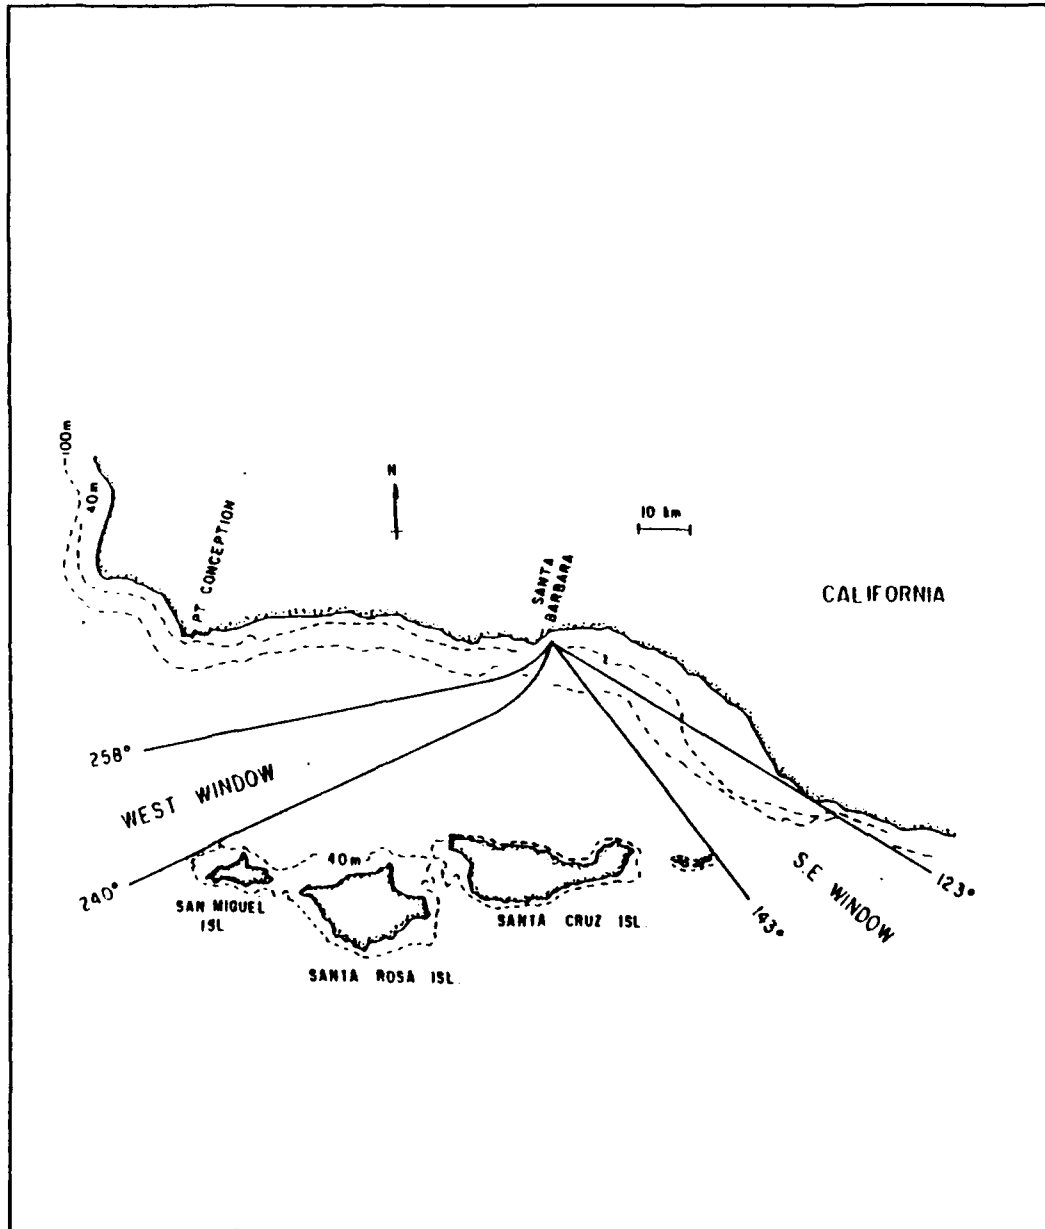 100m
40m
PT CONCEPTION
N
10 km
SANTA
BARBARA
CALIFORNIA
258°
WEST WINDOW
240°
40m
SAN MIGUEL
ISL
SANTA ROSA ISL
SANTA CRUZ ISL
S.E WINDOW
123°
143°